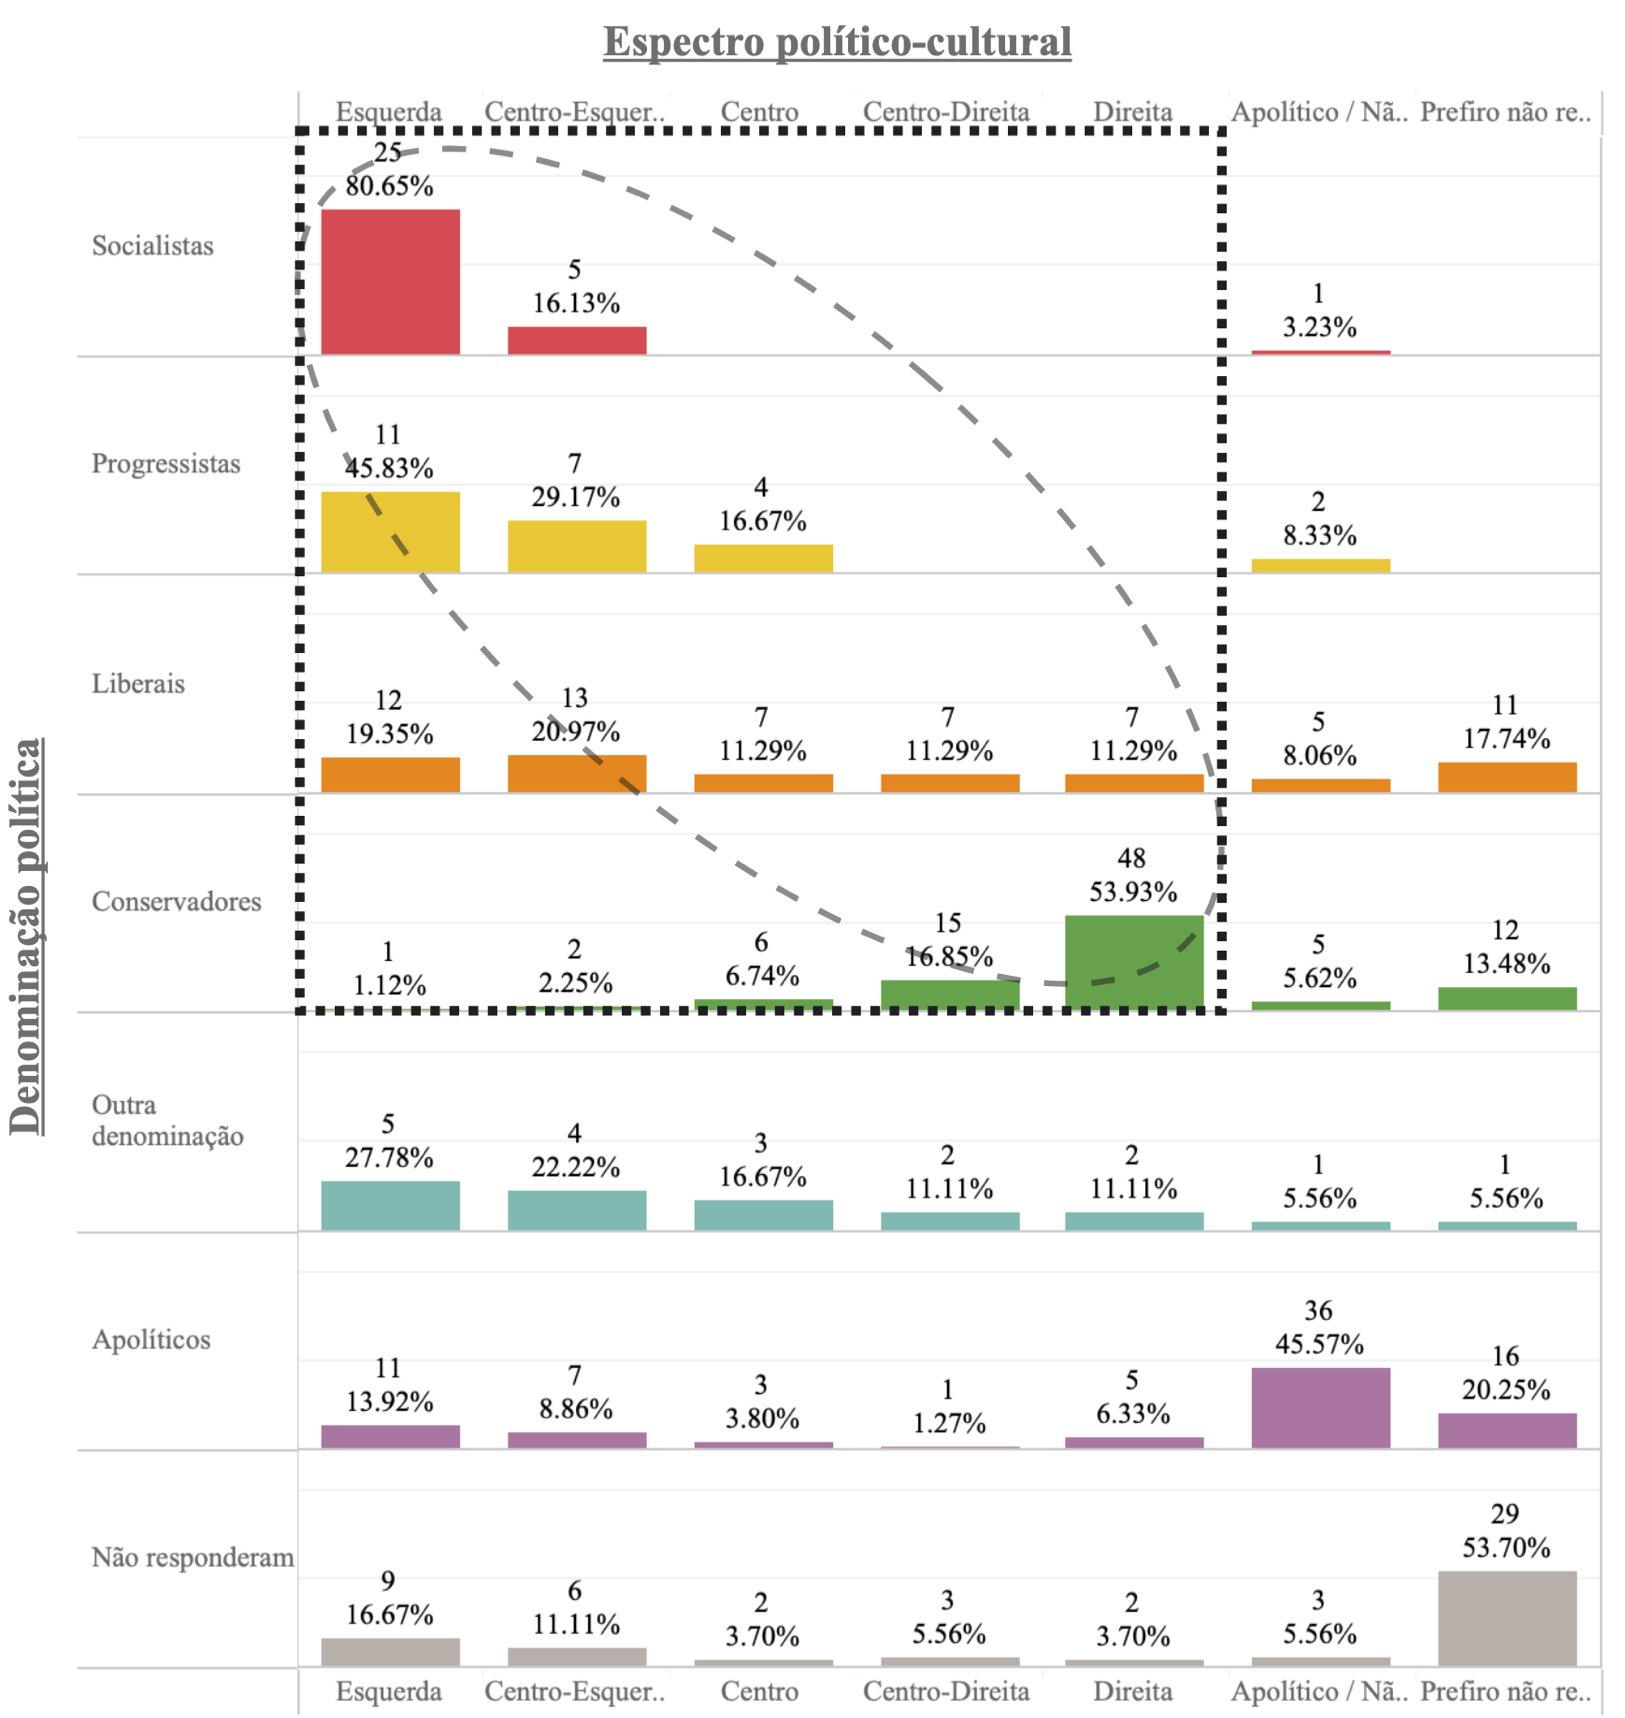 Espectro político-cultural
Esquerda Centro-Esquer.. Centro Centro-Direita Direita Apolítico / Nã.. Prefiro não re..
Denominação política
Socialistas
25 5 1
80.65% 16.13% 3.23%
Progressistas
11 7 4 2
45.83% 29.17% 16.67% 8.33%
Liberais
12 13 7 7 7 5 11
19.35% 20.97% 11.29% 11.29% 11.29% 8.06% 17.74%
Conservadores
1 2 6 15 48 5 12
1.12% 2.25% 6.74% 16.85% 53.93% 5.62% 13.48%
Outra
denominação
5 4 3 2 2 1 1
27.78% 22.22% 16.67% 11.11% 11.11% 5.56% 5.56%
Apolíticos
11 7 3 1 5 36 16
13.92% 8.86% 3.80% 1.27% 6.33% 45.57% 20.25%
Não responderam
9 6 2 3 2 3 29
16.67% 11.11% 3.70% 5.56% 3.70% 5.56% 53.70%
Esquerda Centro-Esquer.. Centro Centro-Direita Direita Apolítico / Nã.. Prefiro não re..